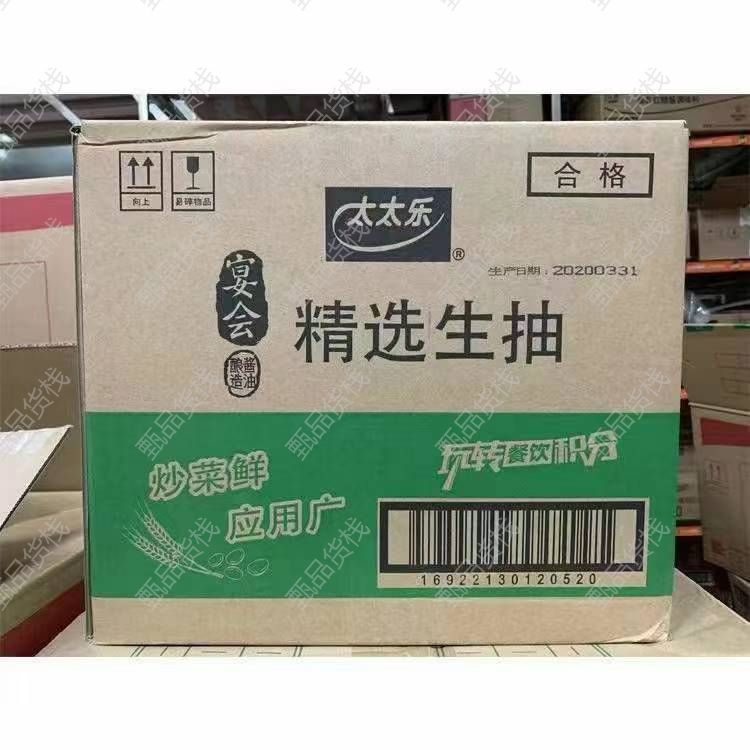 向上
易碎物品
合格
太太乐®
生产日期：20200331
宴会
精选生抽
酿造
酱油
玩转餐饮积分
炒菜鲜
应用广
16922130120520
甄品货栈